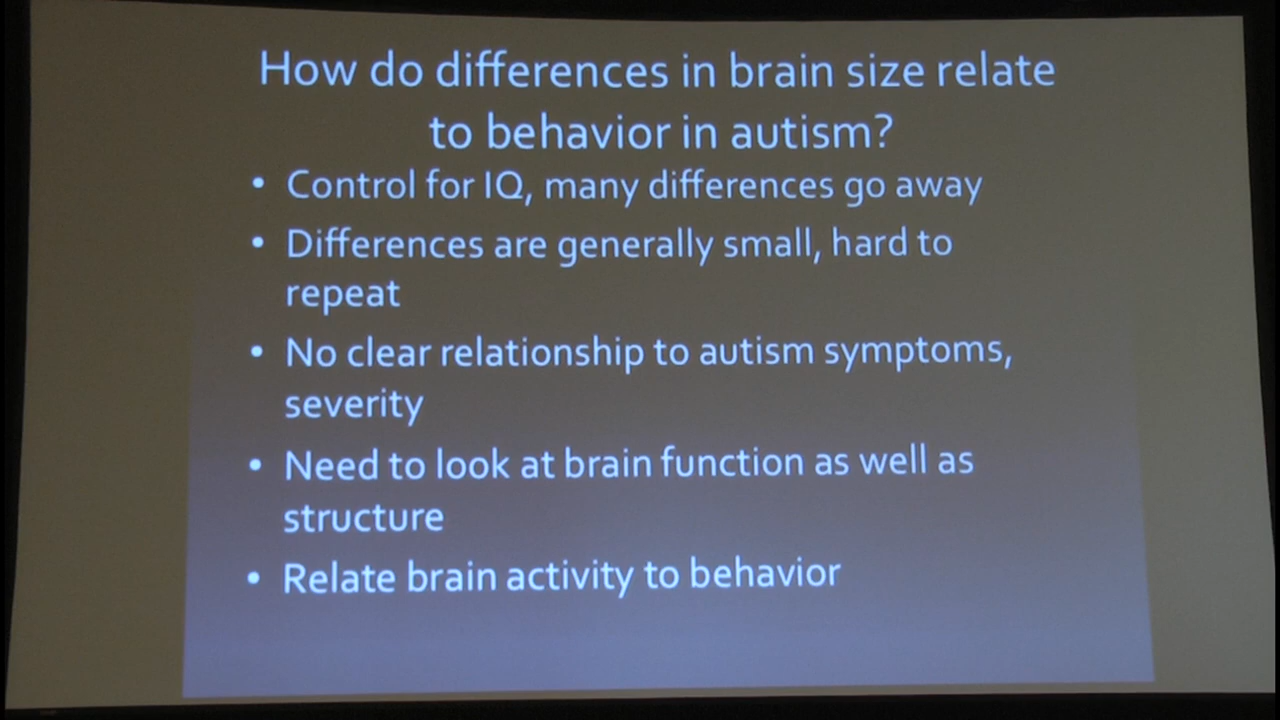 How do differences in brain size relate
to behavior in autism?
• Control for IQ, many differences go away
• Differences are generally small, hard to
repeat
• No clear relationship to autism symptoms,
severity
• Need to look at brain function as well as
structure
• Relate brain activity to behavior